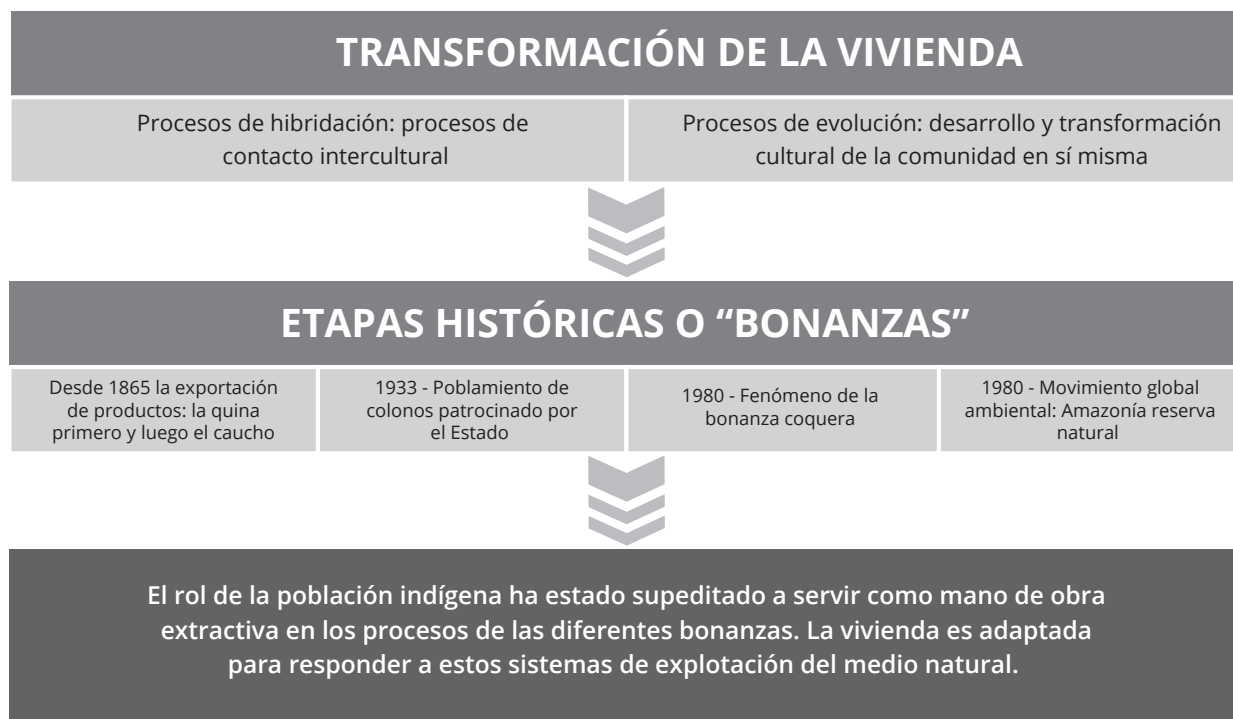 TRANSFORMACIÓN DE LA VIVIENDA
Procesos de hibridación: procesos de
contacto intercultural
Procesos de evolución: desarrollo y transformación
cultural de la comunidad en sí misma
ETAPAS HISTÓRICAS O “BONANZAS”
Desde 1865 la exportación
de productos: la quina
primero y luego el caucho
1933 - Poblamiento de
colonos patrocinado por
el Estado
1980 - Fenómeno de la
bonanza coquera
1980 - Movimiento global
ambiental: Amazonía reserva
natural
El rol de la población indígena ha estado supeditado a servir como mano de obra
extractiva en los procesos de las diferentes bonanzas. La vivienda es adaptada
para responder a estos sistemas de explotación del medio natural.